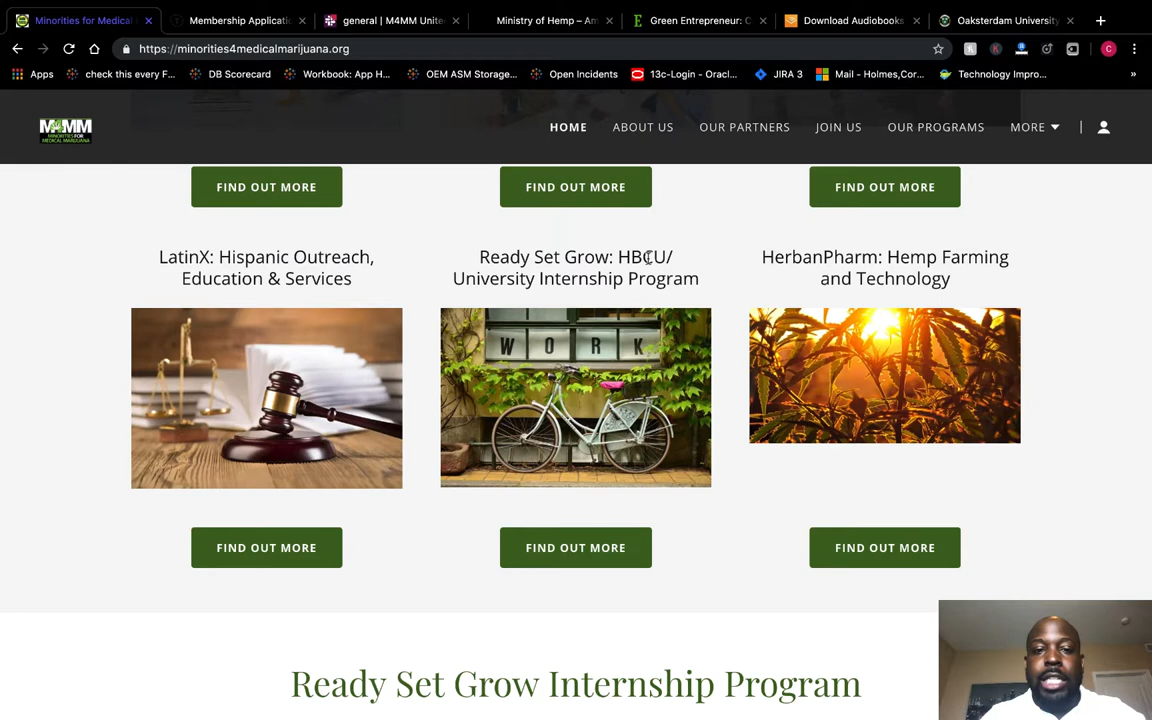 Minorities for Medical
Membership Applicatio
general | M4MM Unite
Ministry of Hemp – Am
Green Entrepreneur: C
Download Audiobooks
Oaksterdam University
https://minorities4medicalmarijuana.org
C
Apps
check this every F...
DB Scorecard
Workbook: App H...
OEM ASM Storage...
Open Incidents
13c-Login - Oracl...
JIRA 3
Mail - Holmes,Cor...
Technology Impro...
»
M4MM
MINORITIES FOR
MEDICAL MARIJUANA
HOME
ABOUT US
OUR PARTNERS
JOIN US
OUR PROGRAMS
MORE
FIND OUT MORE
FIND OUT MORE
FIND OUT MORE
LatinX: Hispanic Outreach,
Education & Services
Ready Set Grow: HBCU/
University Internship Program
HerbanPharm: Hemp Farming
and Technology
WORK
FIND OUT MORE
FIND OUT MORE
FIND OUT MORE
Ready Set Grow Internship Program